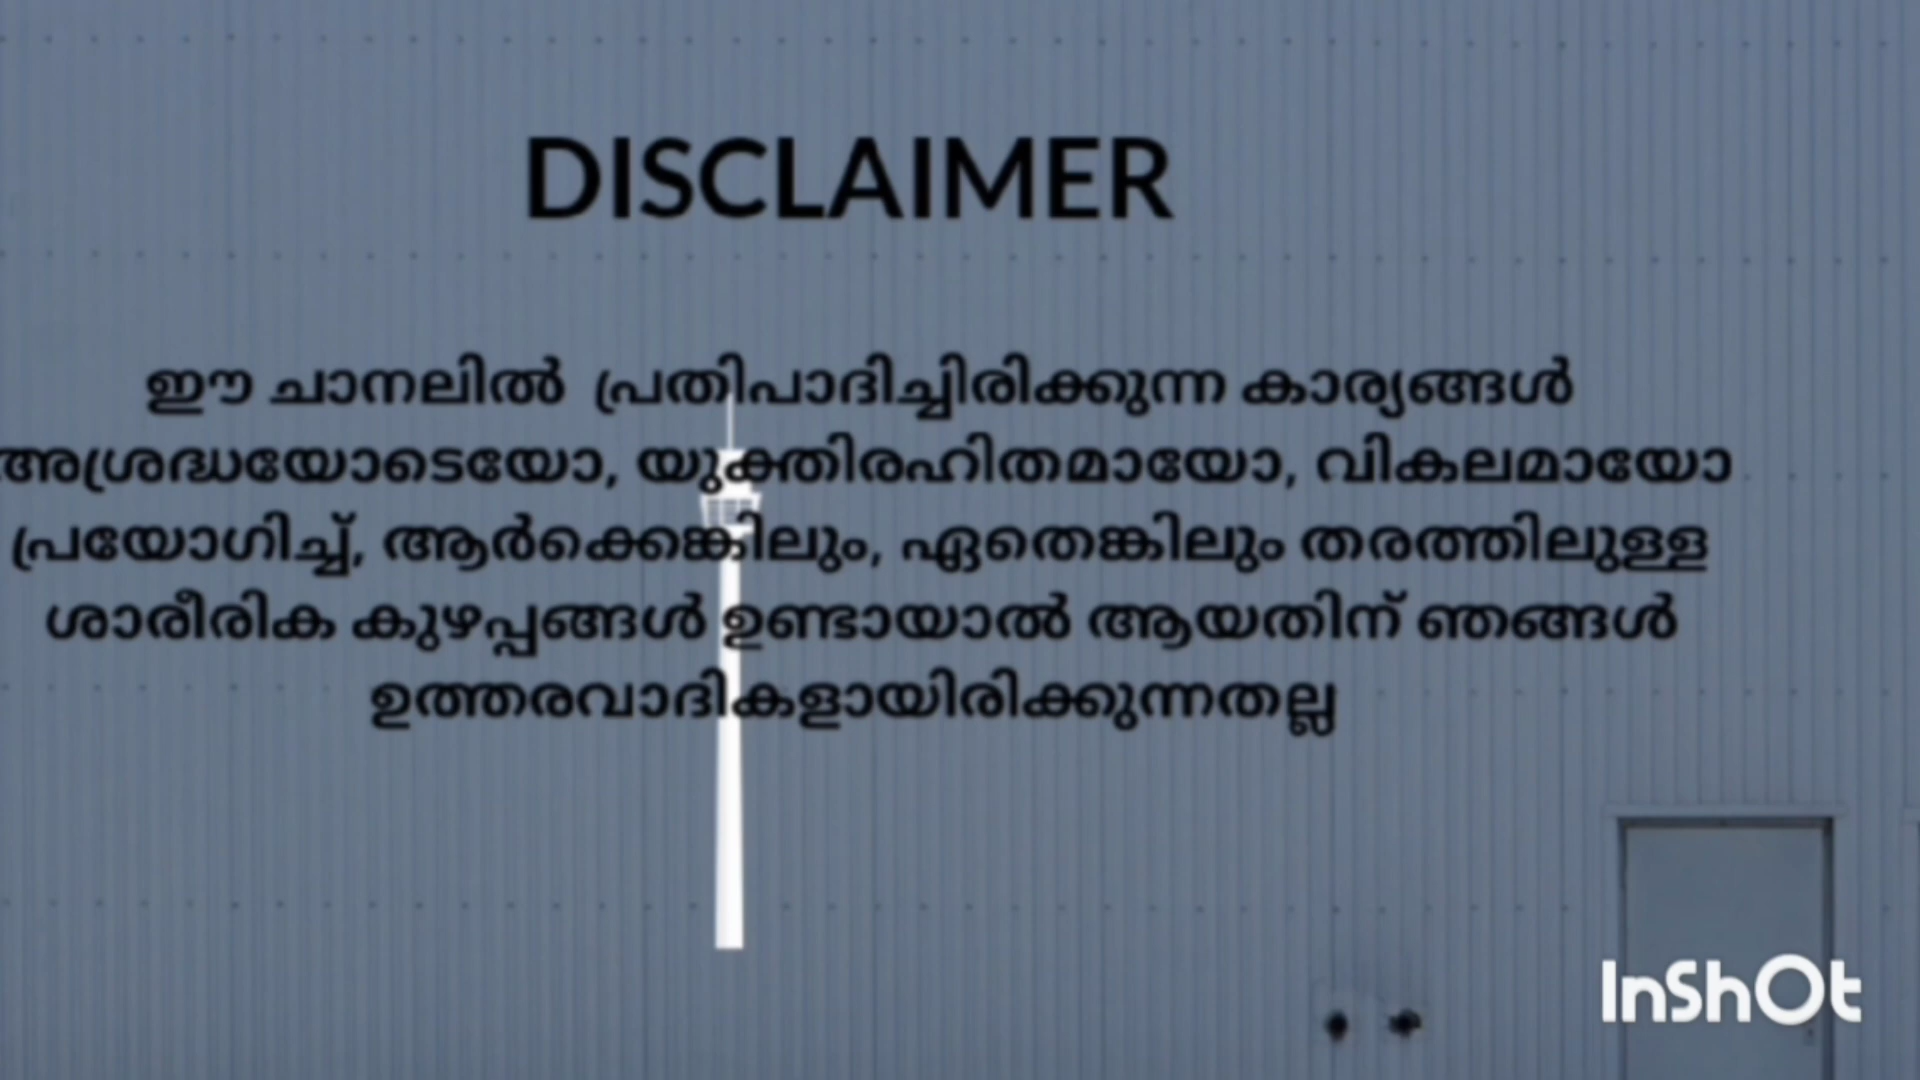 DISCLAIMER
ഈ ചാനലിൽ പ്രതിപാദിച്ചിരിക്കുന്ന കാര്യങ്ങൾ
അശ്രദ്ധയോടെയോ, യുക്തിരഹിതമായോ, വികലമായോ
പ്രയോഗിച്ച്, ആർക്കെങ്കിലും, ഏതെങ്കിലും തരത്തിലുള്ള
ശാരീരിക കുഴപ്പങ്ങൾ ഉണ്ടായാൽ ആയതിന് ഞങ്ങൾ
ഉത്തരവാദികളായിരിക്കുന്നതല്ല
InShOt